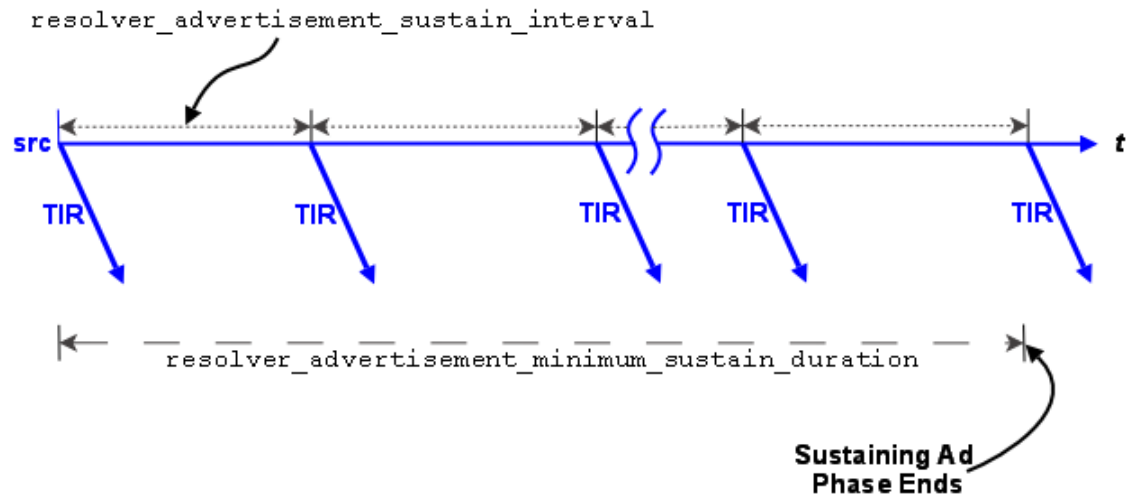 resolver_advertisement_sustain_interval
src
t
TIR
TIR
TIR
TIR
TIR
resolver_advertisement_minimum_sustain_duration
Sustaining Ad
Phase Ends